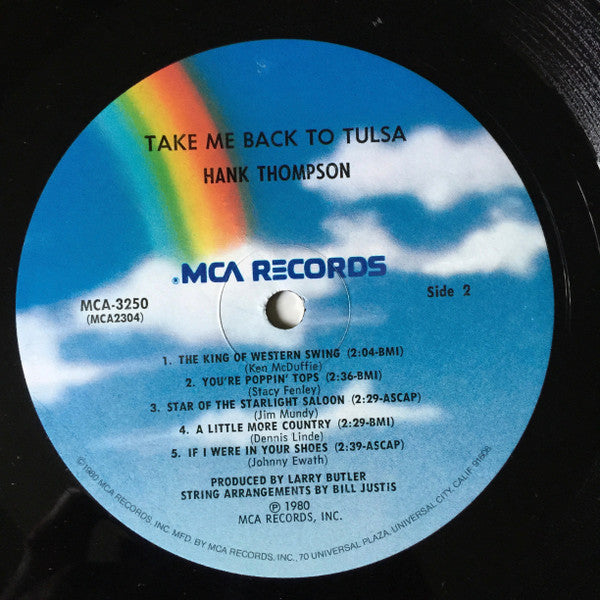 TAKE ME BACK TO TULSA
HANK THOMPSON
® MCA RECORDS
MCA-3250
(MCA2304)
Side 2
1. THE KING OF WESTERN SWING (2:04-BMI)
(Ken McDuffie)
2. YOU'RE POPPIN' TOPS (2:36-BMI)
(Stacy Fenley)
3. STAR OF THE STARLIGHT SALOON (2:29-ASCAP)
(Jim Mundy)
4. A LITTLE MORE COUNTRY (2:29-BMI)
(Dennis Linde)
5. IF I WERE IN YOUR SHOES (2:39-ASCAP)
(Johnny Ewath)
PRODUCED BY LARRY BUTLER
STRING ARRANGEMENTS BY BILL JUSTIS
℗ 1980
MCA RECORDS, INC.
©1980 MCA RECORDS, INC. MFD. BY MCA RECORDS, INC., 70 UNIVERSAL PLAZA, UNIVERSAL CITY, CALIF. 91608